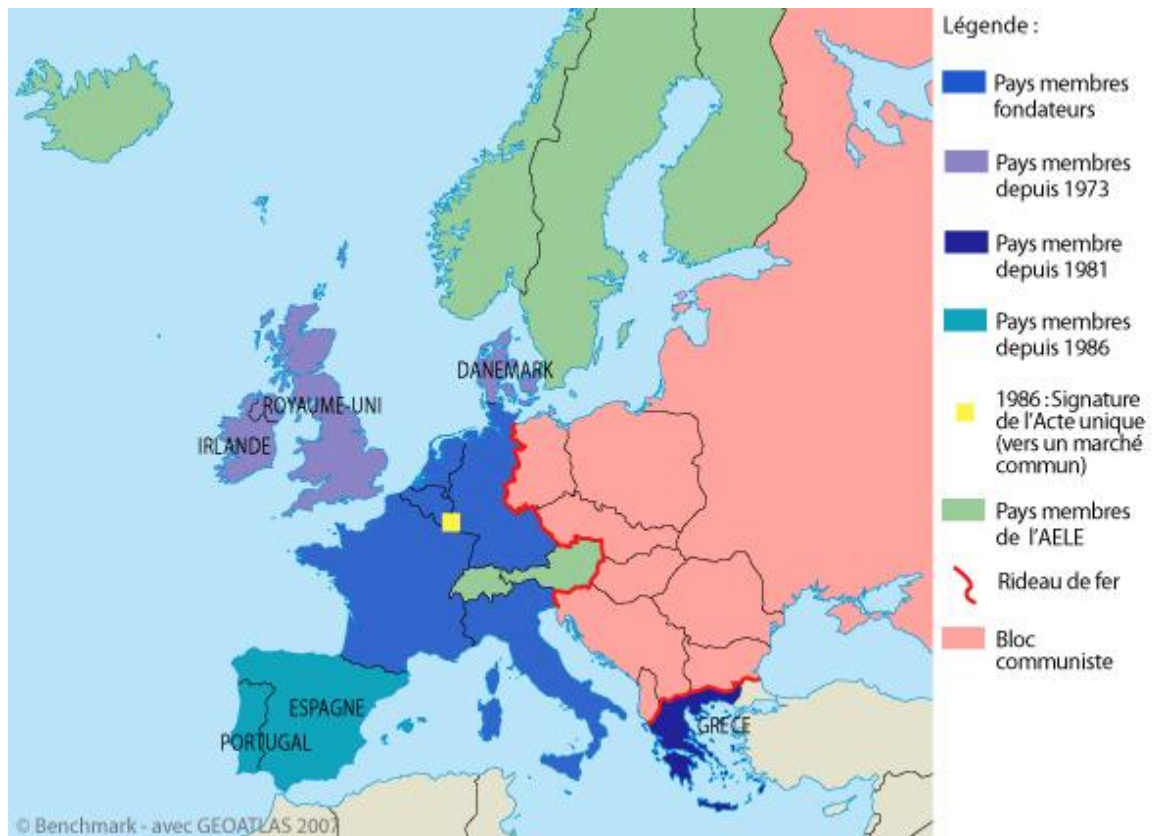 Légende :
Pays membres
fondateurs
Pays membres
depuis 1973
Pays membre
depuis 1981
Pays membres
depuis 1986
1986 : Signature
de l'Acte unique
(vers un marché
commun)
Pays membres
de l'AELE
Rideau de fer
Bloc
communiste
DANEMARK
ROYAUME-UNI
IRLANDE
ESPAGNE
PORTUGAL
GRECE
© Benchmark - avec GEOATLAS 2007